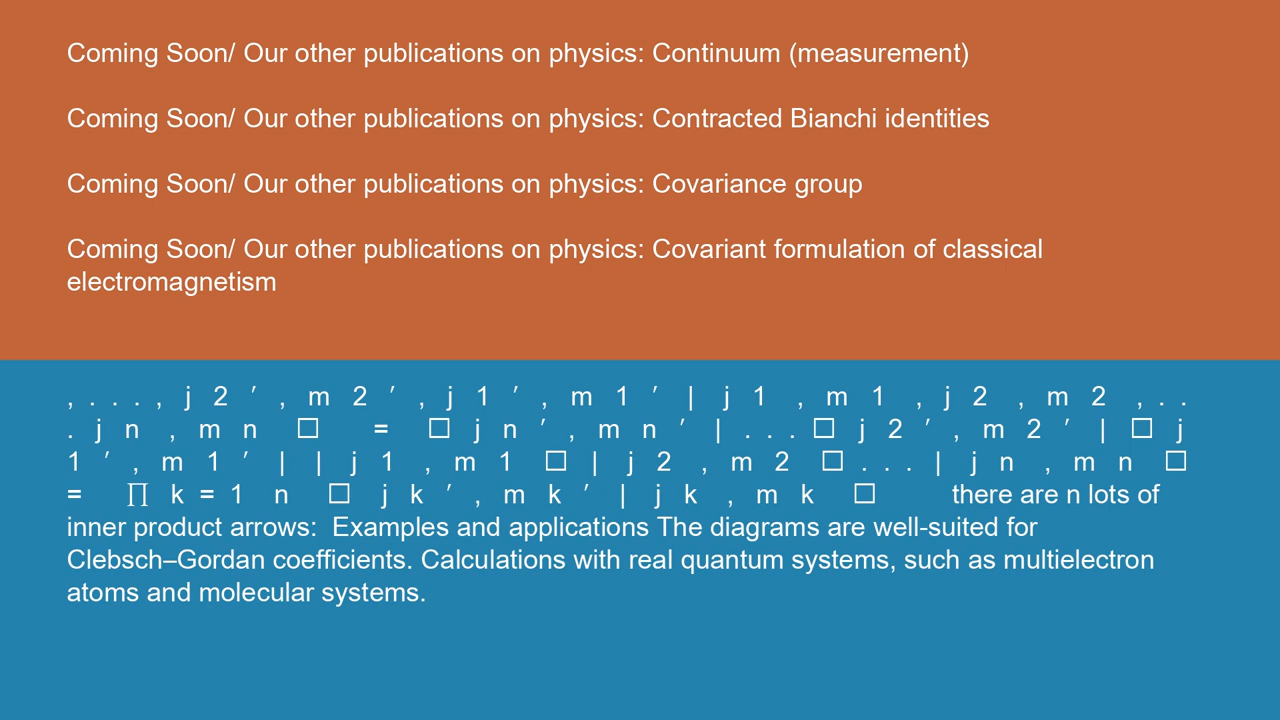 Coming Soon/ Our other publications on physics: Continuum (measurement)
Coming Soon/ Our other publications on physics: Contracted Bianchi identities
Coming Soon/ Our other publications on physics: Covariance group
Coming Soon/ Our other publications on physics: Covariant formulation of classical
electromagnetism
, . . . , j 2 ′ , m 2 ′ , j 1 ′ , m 1 ′ | j 1 , m 1 , j 2 , m 2 , . .
. j n , m n □ = □ j n ′ , m n ′ | . . . □ j 2 ′ , m 2 ′ | □ j
1 ′ , m 1 ′ | | j 1 , m 1 □ | j 2 , m 2 □ . . . | j n , m n □
= ∏ k = 1 n □ j k ′ , m k ′ | j k , m k □ there are n lots of
inner product arrows: Examples and applications The diagrams are well-suited for
Clebsch–Gordan coefficients. Calculations with real quantum systems, such as multielectron
atoms and molecular systems.